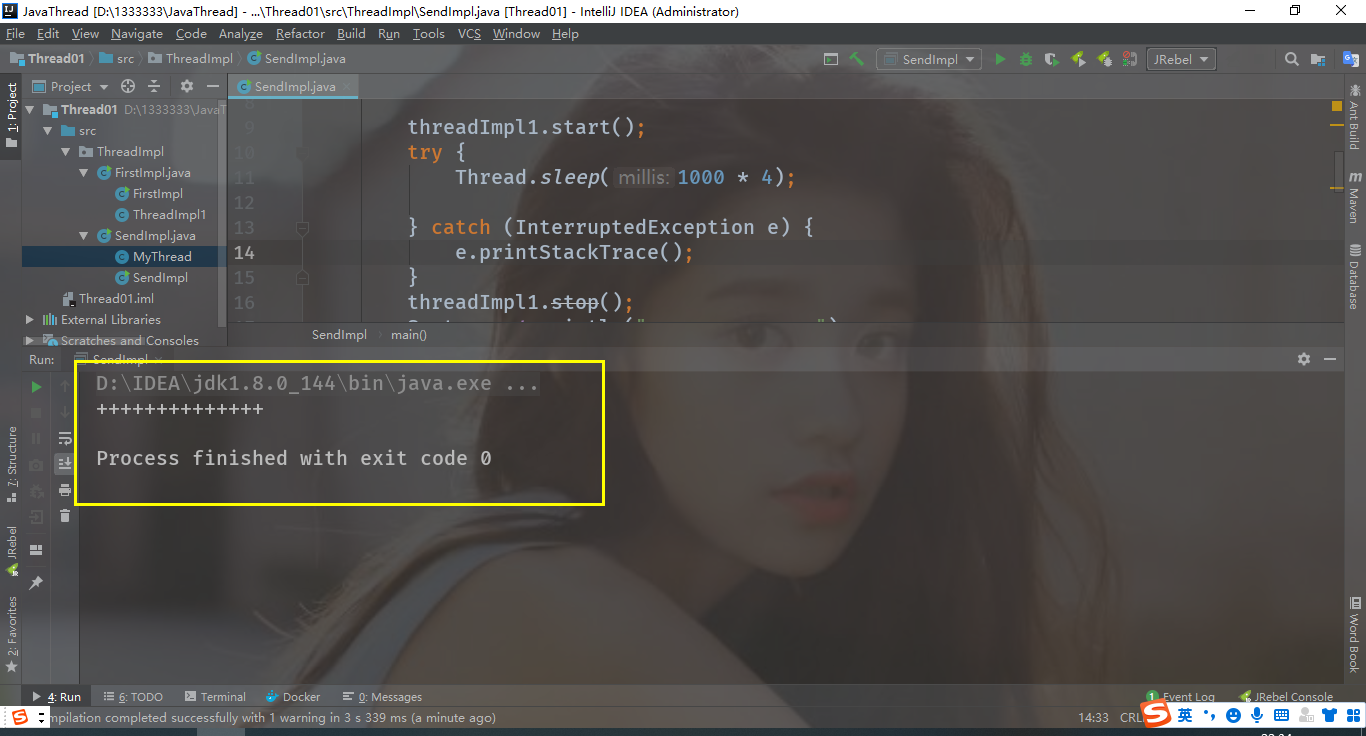 JavaThread [D:\1333333\JavaThread] - ...\Thread01\src\ThreadImpl\SendImpl.java [Thread01] - IntelliJ IDEA (Administrator)
File Edit View Navigate Code Analyze Refactor Build Run Tools VCS Window Help
Thread01 src ThreadImpl SendImpl.java SendImpl JRebel
Project SendImpl.java
1: Project
Thread01 D:\1333333\JavaT
src
ThreadImpl
FirstImpl.java
FirstImpl
ThreadImpl1
SendImpl.java
MyThread
SendImpl
Thread01.iml
External Libraries
Scratches and Consoles
9 threadImpl1.start();
10 try {
11 Thread.sleep( millis: 1000 * 4);
12
13 } catch (InterruptedException e) {
14 e.printStackTrace();
15 }
16 threadImpl1.stop();
SendImpl main()
Ant Build
Maven
Database
Word Book
Run: SendImpl
D:\IDEA\jdk1.8.0_144\bin\java.exe ...
++++++++++++++
Process finished with exit code 0
7: Structure
JRebel
2: Favorites
4: Run 6: TODO Terminal Docker 0: Messages 1 Event Log JRebel Console
mpilation completed successfully with 1 warning in 3 s 339 ms (a minute ago) 14:33 CRL
英